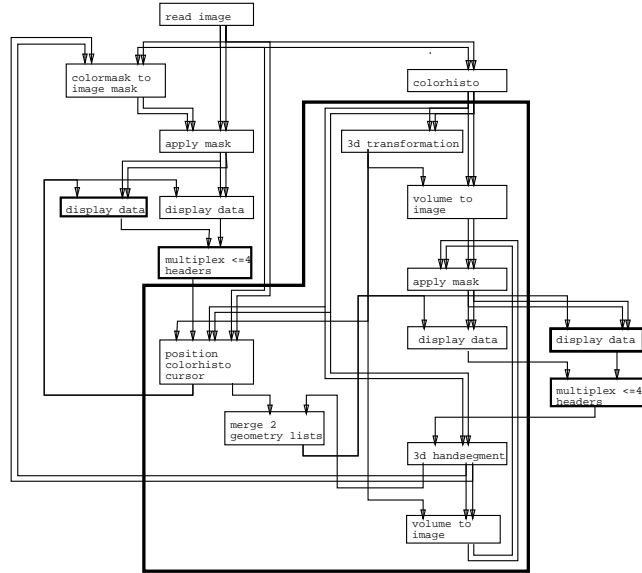 read image
colormask to
image mask
colorhisto
apply mask
3d transformation
display data
display data
volume to
image
multiplex <=4
headers
apply mask
position
colorhisto
cursor
display data
display data
multiplex <=4
headers
merge 2
geometry lists
3d handsegment
volume to
image